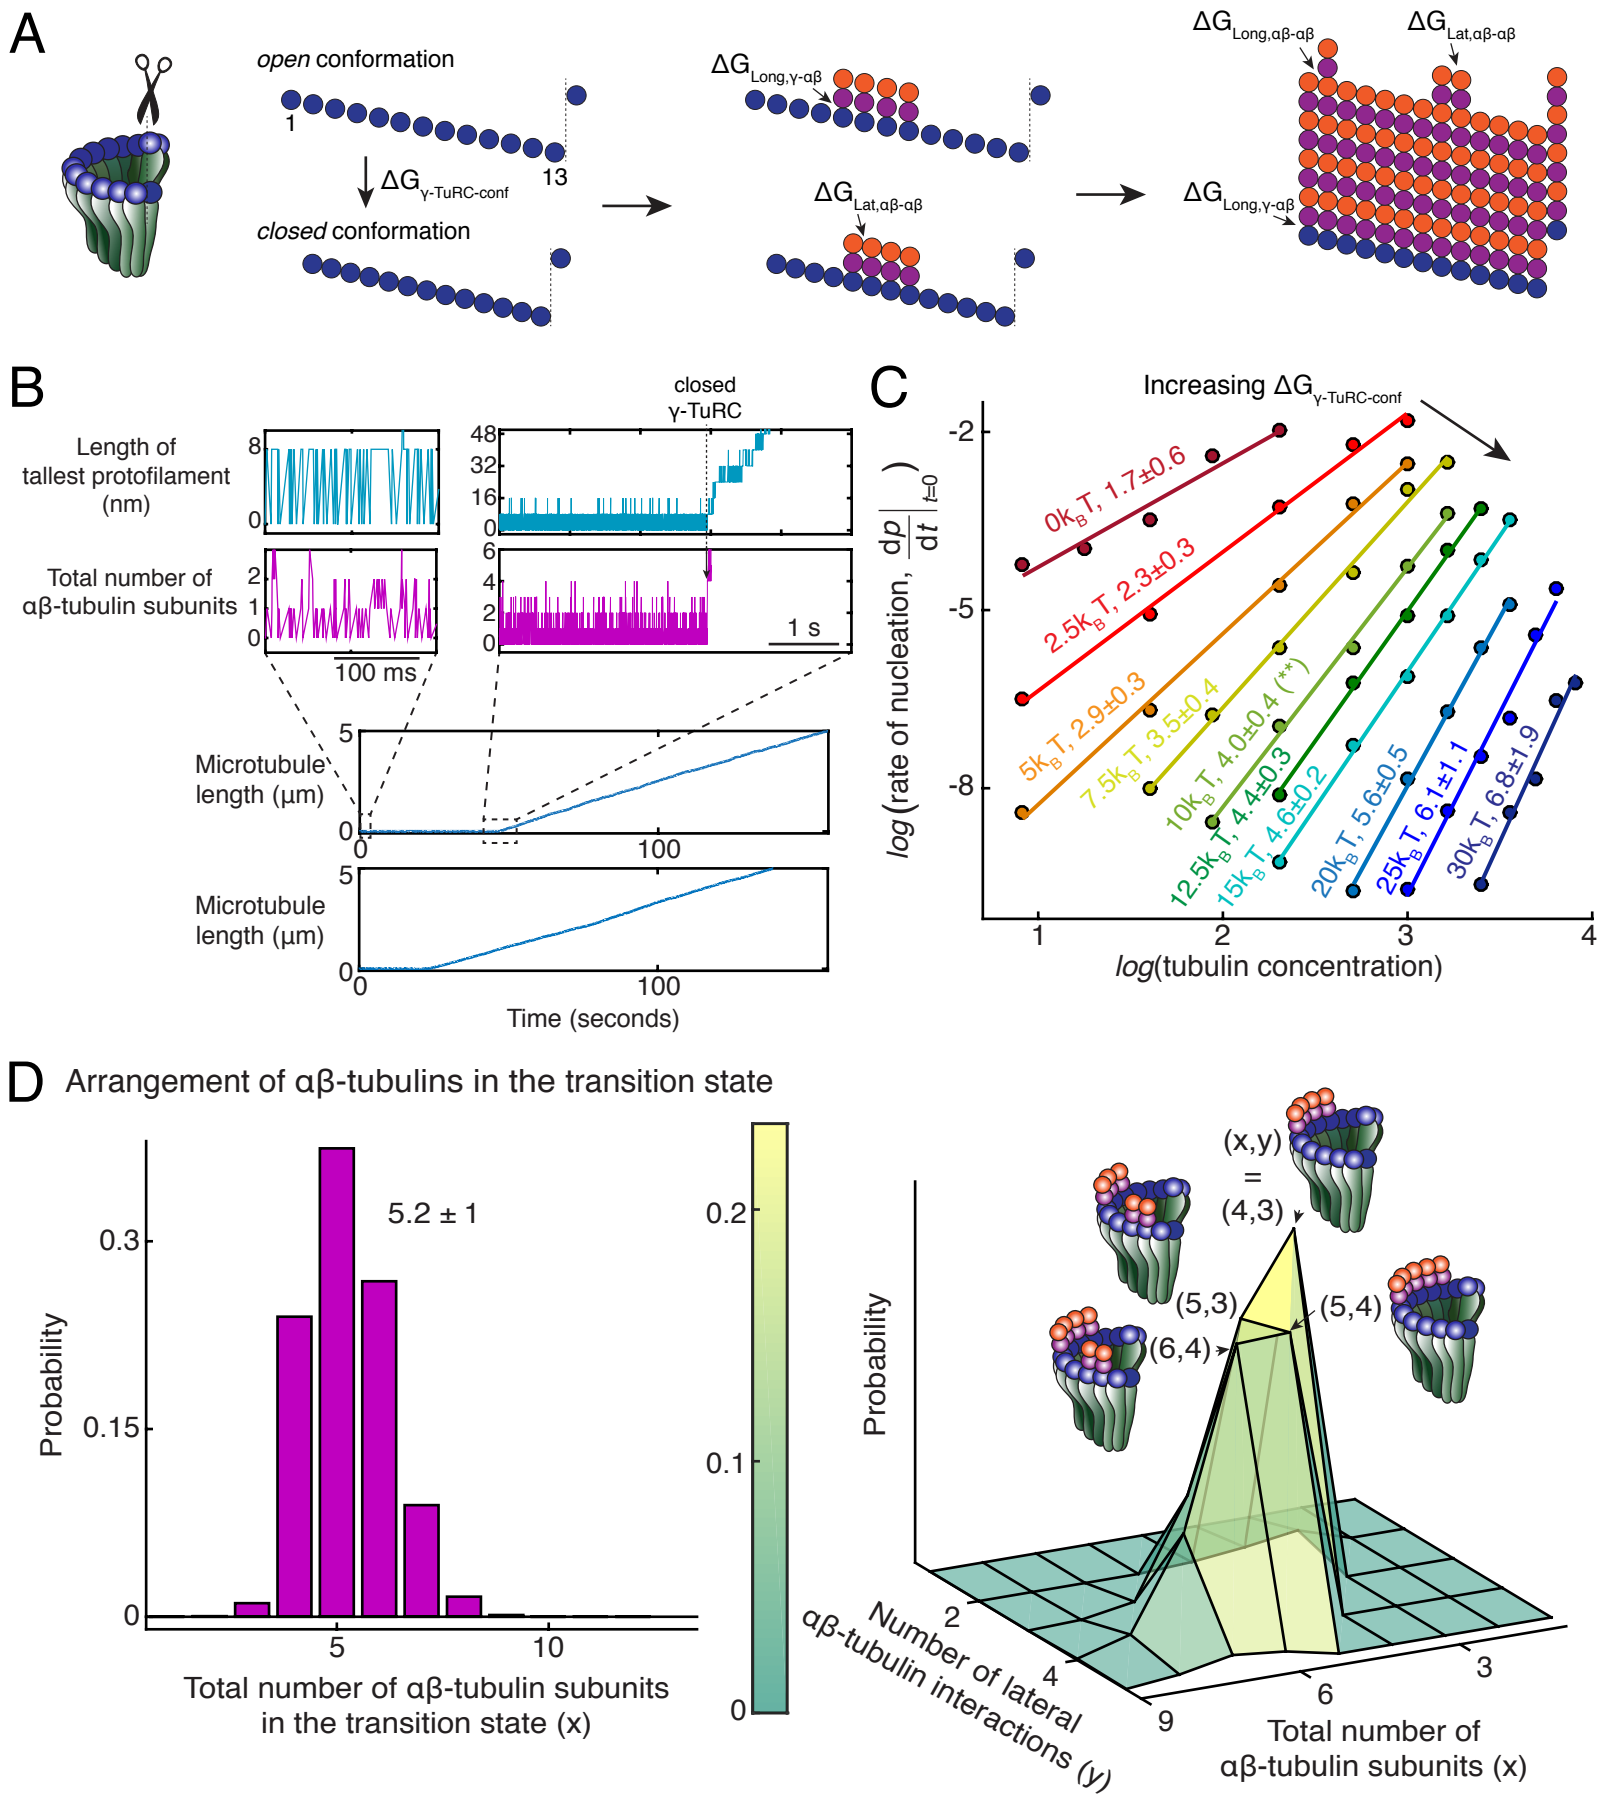 A
open conformation
1
13
ΔGγ-TuRC-conf
closed conformation
ΔGLong,γ-αβ
ΔGLat,αβ-αβ
ΔGLong,αβ-αβ
ΔGLat,αβ-αβ
ΔGLong,γ-αβ
B
Length of
tallest protofilament
(nm)
8
0
closed
γ-TuRC
48
32
16
0
Total number of
αβ-tubulin subunits
2
1
0
100 ms
6
4
2
0
1 s
Microtubule
length (μm)
5
0
0
100
Microtubule
length (μm)
5
0
0
100
Time (seconds)
C
Increasing ΔGγ-TuRC-conf
log(rate of nucleation, dp/dt|t=0)
-2
-5
-8
0kBT, 1.7±0.6
2.5kBT, 2.3±0.3
5kBT, 2.9±0.3
7.5kBT, 3.5±0.4
10kBT, 4.0±0.4 (**)
12.5kBT, 4.4±0.3
15kBT, 4.6±0.2
20kBT, 5.6±0.5
25kBT, 6.1±1.1
30kBT, 6.8±1.9
1
2
3
4
log(tubulin concentration)
D
Arrangement of αβ-tubulins in the transition state
Probability
0.3
0.15
0
5.2 ± 1
5
10
Total number of αβ-tubulin subunits
in the transition state (x)
0.2
0.1
0
Probability
(x,y)
=
(4,3)
(5,3)
(5,4)
(6,4)
2
4
Number of lateral
αβ-tubulin interactions (y)
9
6
3
Total number of
αβ-tubulin subunits (x)